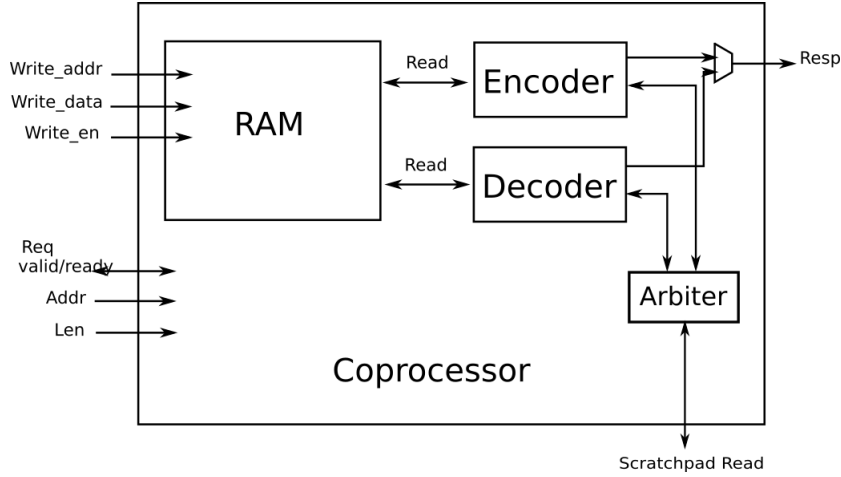 Write_addr
Write_data
Write_en
RAM
Read
Encoder
Resp
Read
Decoder
Req
valid/ready
Addr
Len
Arbiter
Coprocessor
Scratchpad Read